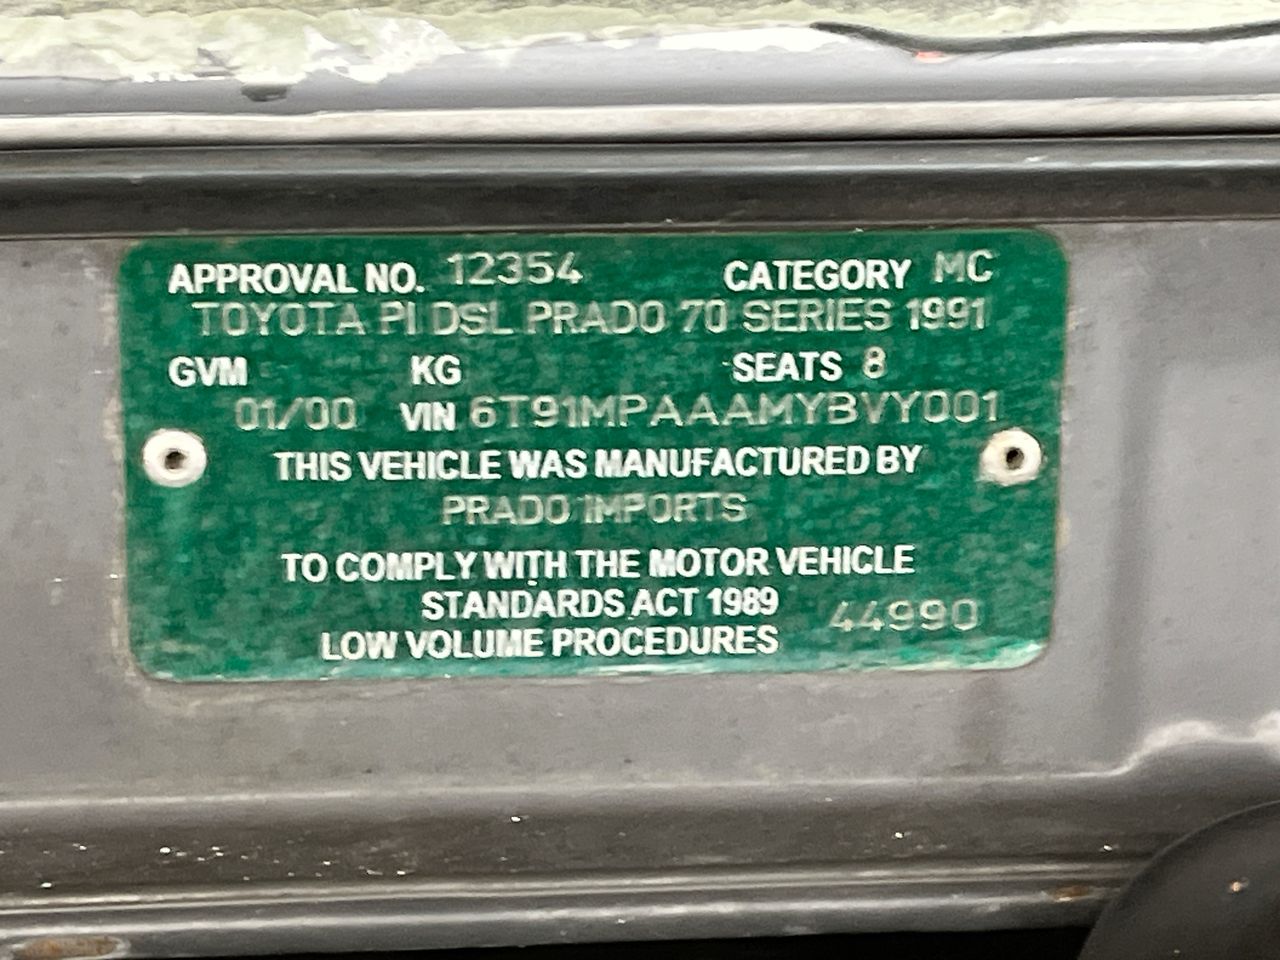 APPROVAL NO. 12354 CATEGORY MC
TOYOTA PI DSL PRADO 70 SERIES 1991
GVM KG SEATS 8
01/00 VIN 6T91MPAAAMYBVY001
THIS VEHICLE WAS MANUFACTURED BY
PRADO IMPORTS
TO COMPLY WITH THE MOTOR VEHICLE
STANDARDS ACT 1989 44990
LOW VOLUME PROCEDURES